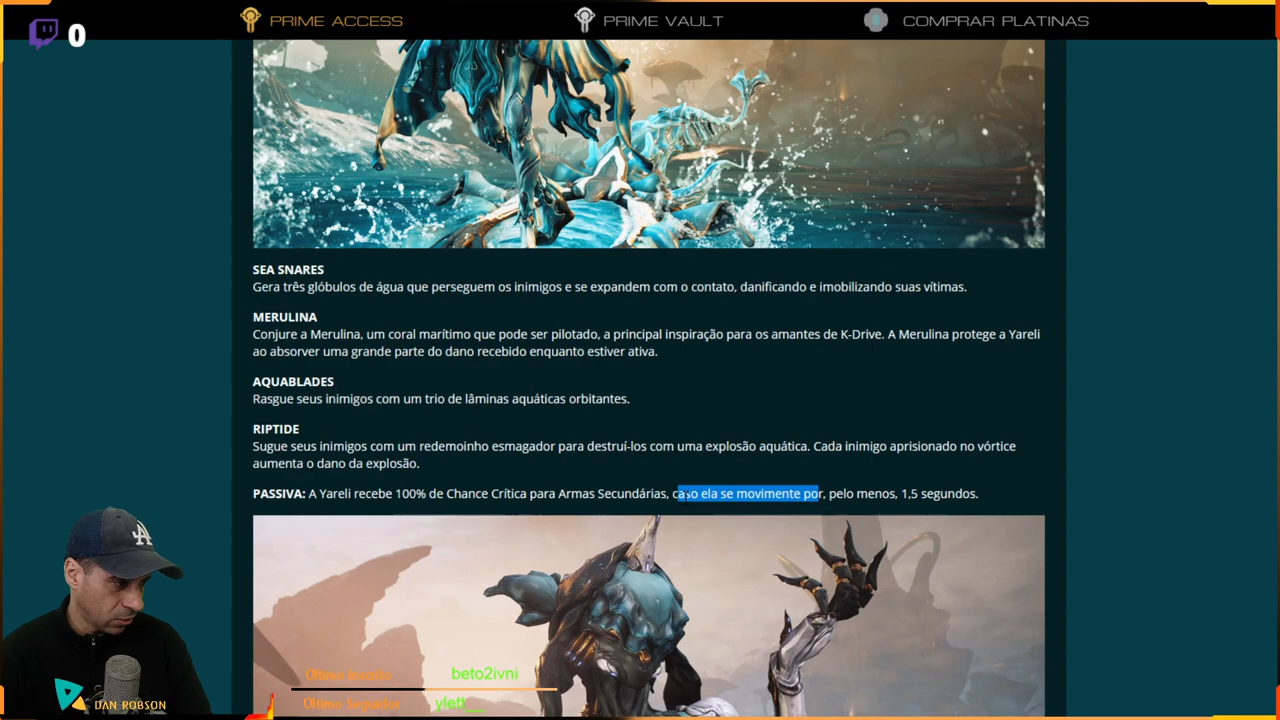 PRIME ACCESS
PRIME VAULT
COMPRAR PLATINAS
0
SEA SNARES
Gera três glóbulos de água que perseguem os inimigos e se expandem com o contato, danificando e imobilizando suas vítimas.
MERULINA
Conjure a Merulina, um coral marítimo que pode ser pilotado, a principal inspiração para os amantes de K-Drive. A Merulina protege a Yareli
ao absorver uma grande parte do dano recebido enquanto estiver ativa.
AQUABLADES
Rasgue seus inimigos com um trio de lâminas aquáticas orbitantes.
RIPTIDE
Sugue seus inimigos com um redemoinho esmagador para destruí-los com uma explosão aquática. Cada inimigo aprisionado no vórtice
aumenta o dano da explosão.
PASSIVA: A Yareli recebe 100% de Chance Crítica para Armas Secundárias, caso ela se movimente por, pelo menos, 1,5 segundos.
LA
beto2ivni
Último Seguidor
DAN ROBSON